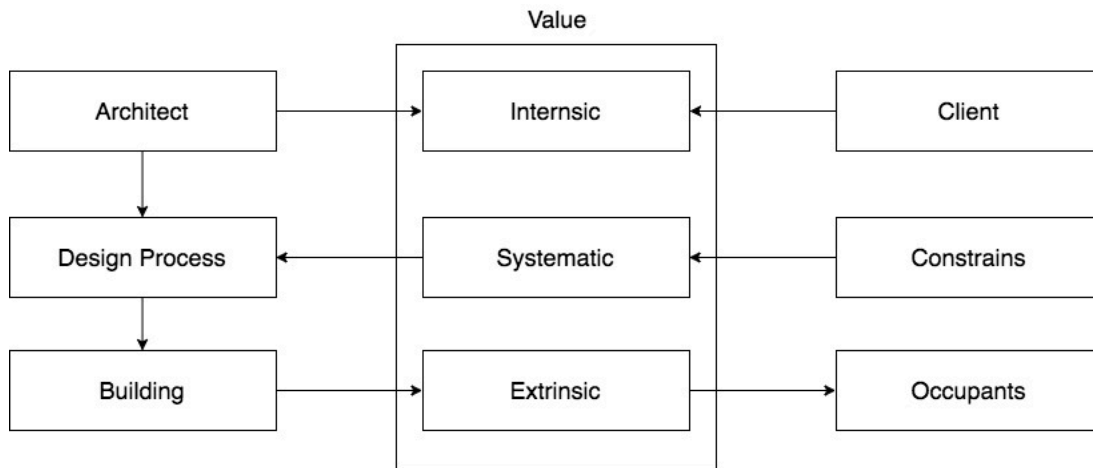 Value
Architect
Internsic
Client
Design Process
Systematic
Constrains
Building
Extrinsic
Occupants